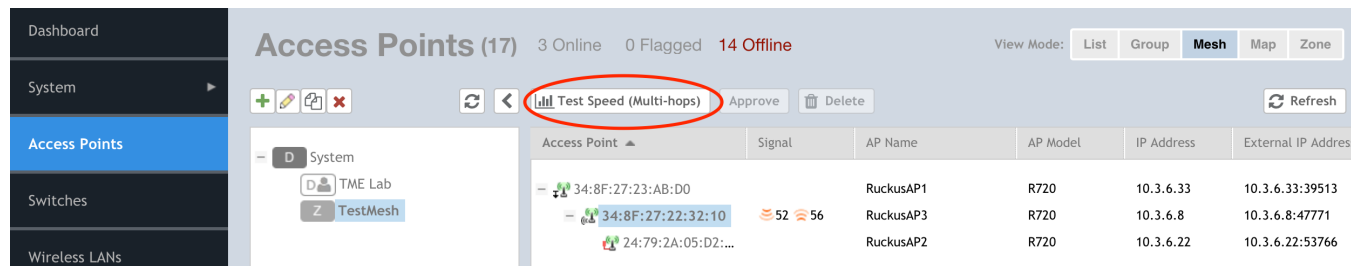 Dashboard
System
Access Points
Switches
Wireless LANs
Access Points (17) 3 Online 0 Flagged 14 Offline
View Mode: List Group Mesh Map Zone
Test Speed (Multi-hops) Approve Delete Refresh
D System
D TME Lab
Z TestMesh
Access Point Signal AP Name AP Model IP Address External IP Addres
34:8F:27:23:AB:D0 RuckusAP1 R720 10.3.6.33 10.3.6.33:39513
34:8F:27:22:32:10 52 56 RuckusAP3 R720 10.3.6.8 10.3.6.8:47771
24:79:2A:05:D2:... RuckusAP2 R720 10.3.6.22 10.3.6.22:53766